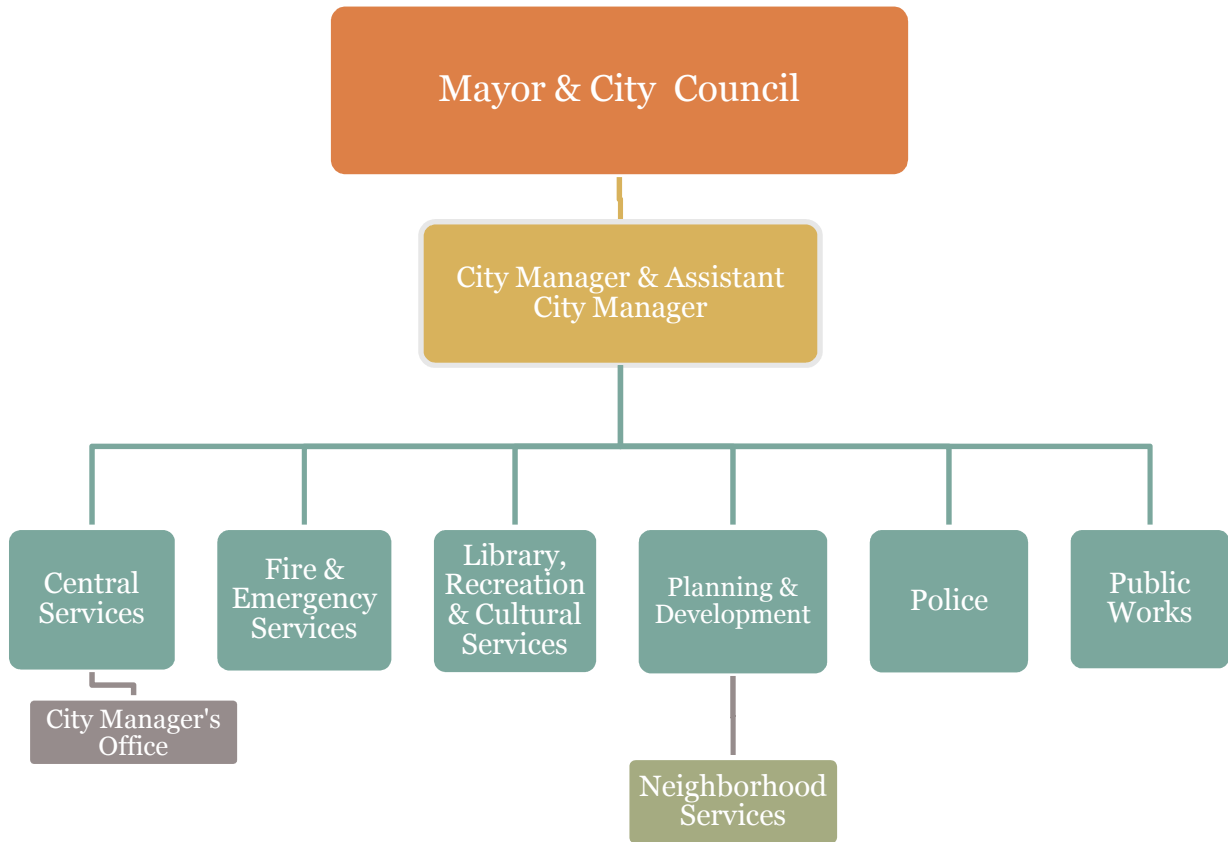 Mayor & City Council
City Manager & Assistant
City Manager
Central
Services
Fire &
Emergency
Services
Library,
Recreation
& Cultural
Services
Planning &
Development
Police
Public
Works
City Manager's
Office
Neighborhood
Services